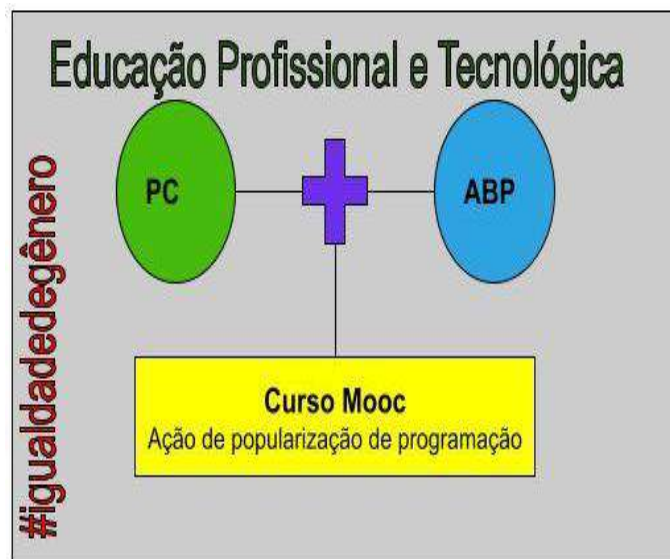 Educação Profissional e Tecnológica
#igualdadedegênero
PC
ABP
Curso Mooc
Ação de popularização de programação